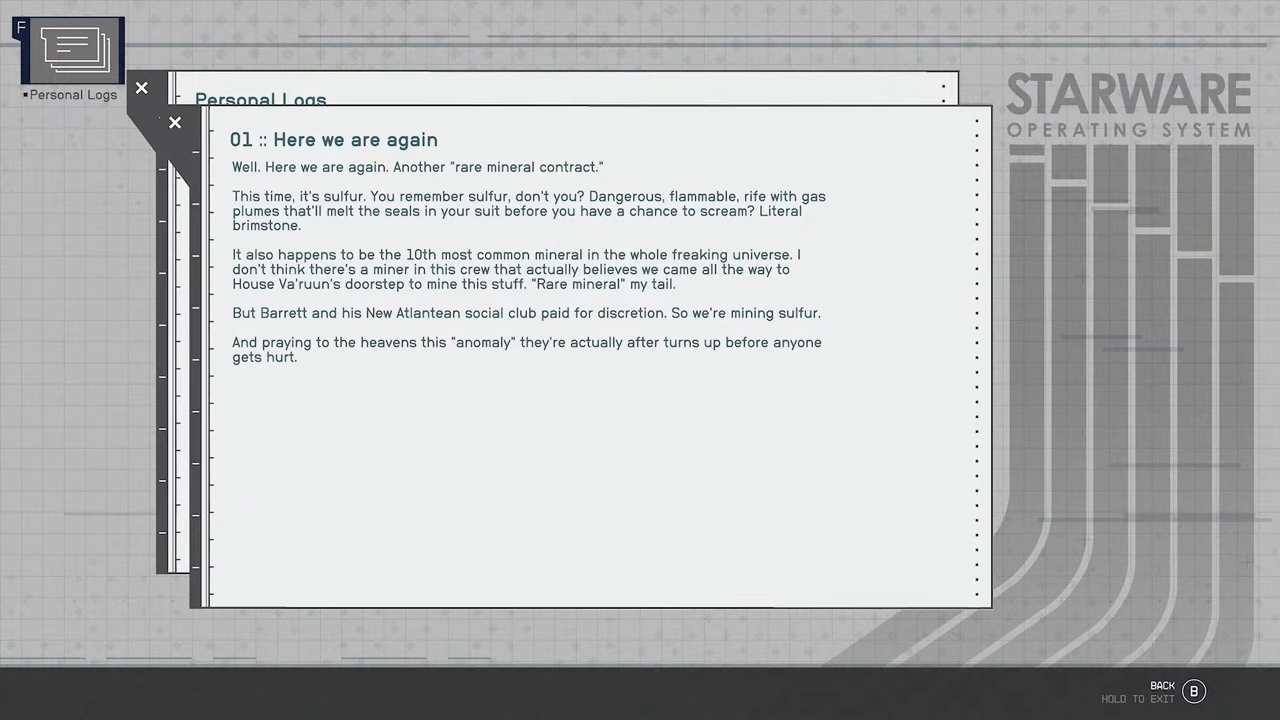 F
▪Personal Logs
Personal Logs
STARWARE
OPERATING SYSTEM
01 :: Here we are again
Well. Here we are again. Another "rare mineral contract."
This time, it's sulfur. You remember sulfur, don't you? Dangerous, flammable, rife with gas
plumes that'll melt the seals in your suit before you have a chance to scream? Literal
brimstone.
It also happens to be the 10th most common mineral in the whole freaking universe. I
don't think there's a miner in this crew that actually believes we came all the way to
House Va'ruun's doorstep to mine this stuff. "Rare mineral" my tail.
But Barrett and his New Atlantean social club paid for discretion. So we're mining sulfur.
And praying to the heavens this "anomaly" they're actually after turns up before anyone
gets hurt.
BACK
HOLD TO EXIT
B